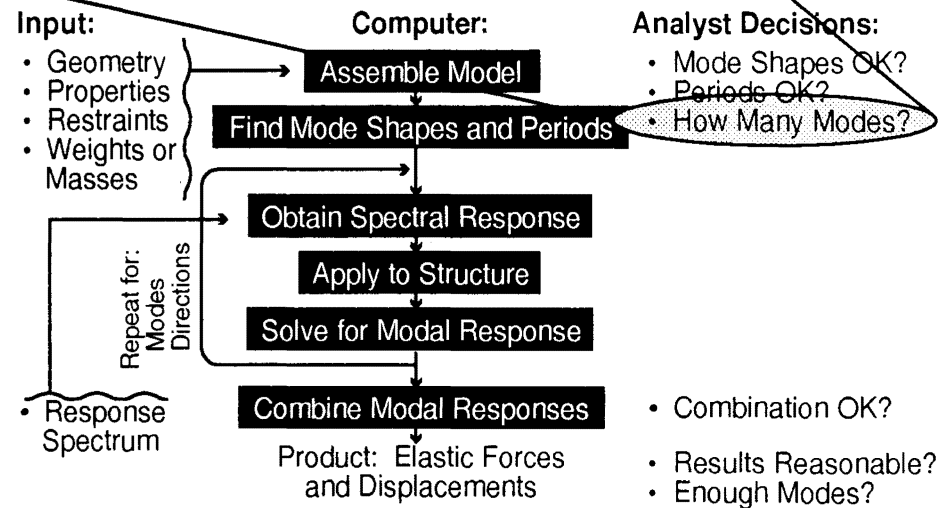 Input:
• Geometry
• Properties
• Restraints
• Weights or
Masses
• Response
Spectrum
Repeat for:
Modes
Directions
Computer:
Assemble Model
Find Mode Shapes and Periods
Obtain Spectral Response
Apply to Structure
Solve for Modal Response
Combine Modal Responses
Product: Elastic Forces
and Displacements
Analyst Decisions:
• Mode Shapes OK?
• Periods OK?
• How Many Modes?
• Combination OK?
• Results Reasonable?
• Enough Modes?